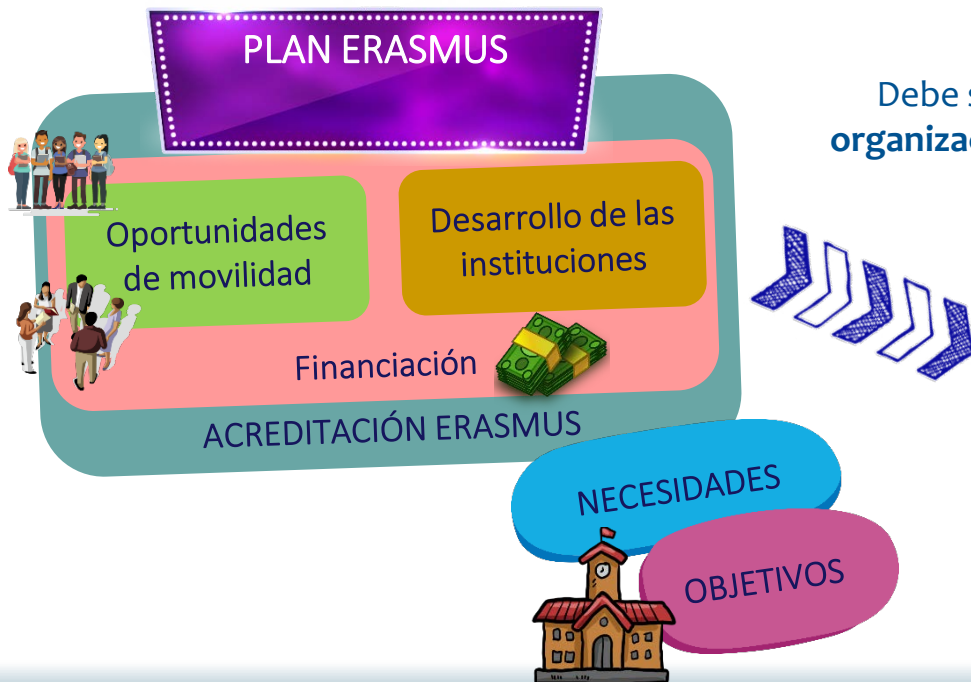 PLAN ERASMUS
Debe
organizac
Oportunidades
de movilidad
Desarrollo de las
instituciones
Financiación
ACREDITACIÓN ERASMUS
NECESIDADES
OBJETIVOS